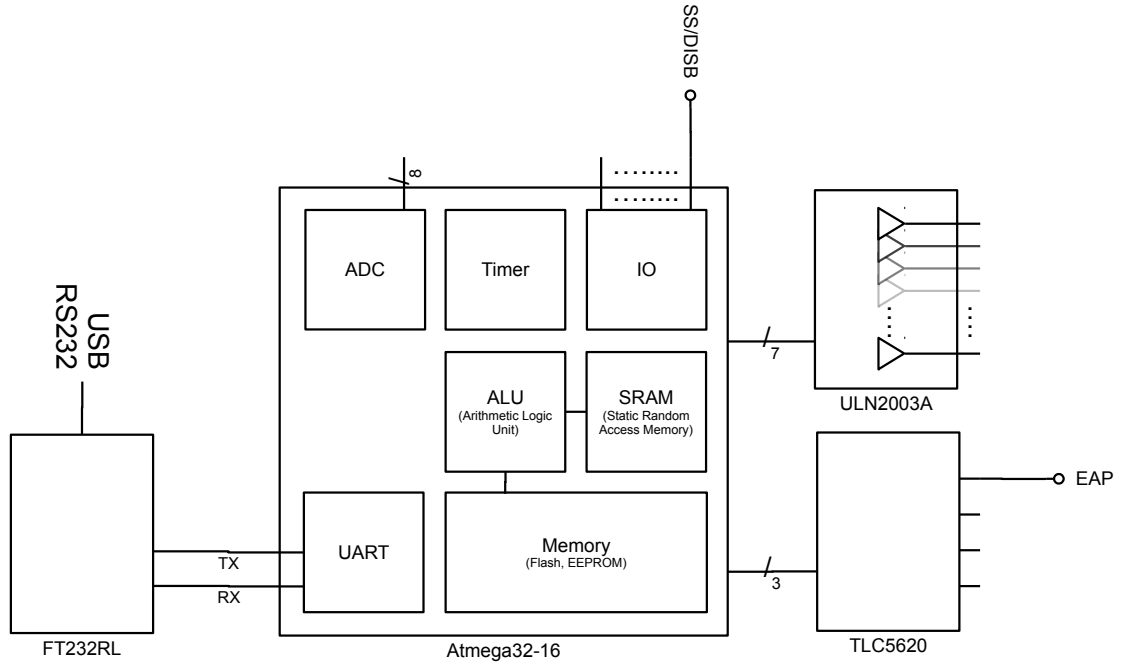 SS/DISB
8
ADC
Timer
IO
USB
RS232
7
ULN2003A
ALU
(Arithmetic Logic
Unit)
SRAM
(Static Random
Access Memory)
EAP
UART
Memory
(Flash, EEPROM)
TX
RX
3
FT232RL
Atmega32-16
TLC5620